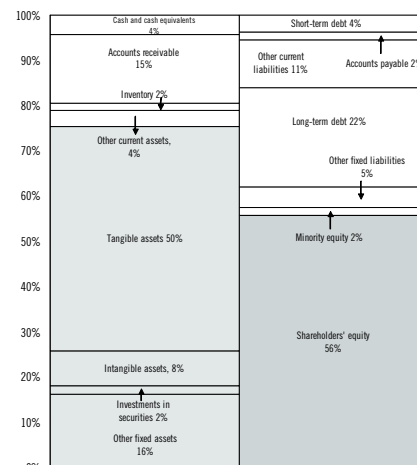 100%
90%
80%
70%
60%
50%
40%
30%
20%
10%
0%
Cash and cash equivalents
4%
Accounts receivable
15%
Inventory 2%
Other current assets,
4%
Tangible assets 50%
Intangible assets, 8%
Investments in
securities 2%
Other fixed assets
16%
Short-term debt 4%
Other current
liabilities 11%
Accounts payable 2%
Long-term debt 22%
Other fixed liabilities
5%
Minority equity 2%
Shareholders' equity
56%